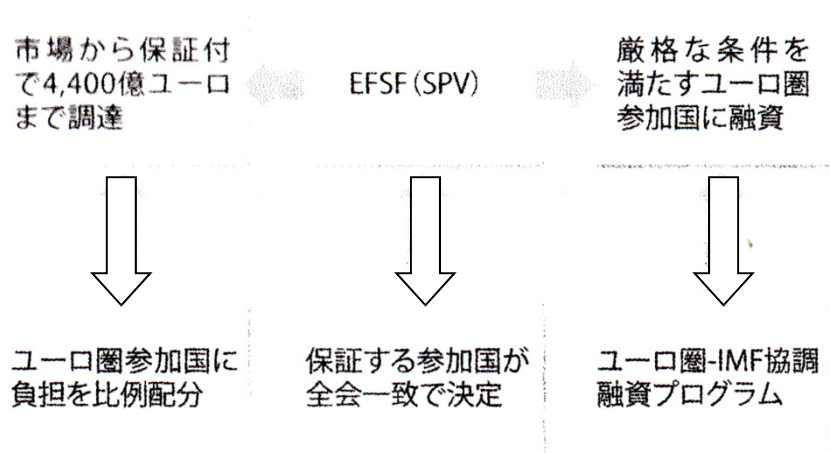 市場から保証付
で4,400億ユーロ
まで調達
EFSF(SPV)
厳格な条件を
満たすユーロ圏
参加国に融資
ユーロ圏参加国に
負担を比例配分
保証する参加国が
全会一致で決定
ユーロ圏-IMF協調
融資プログラム